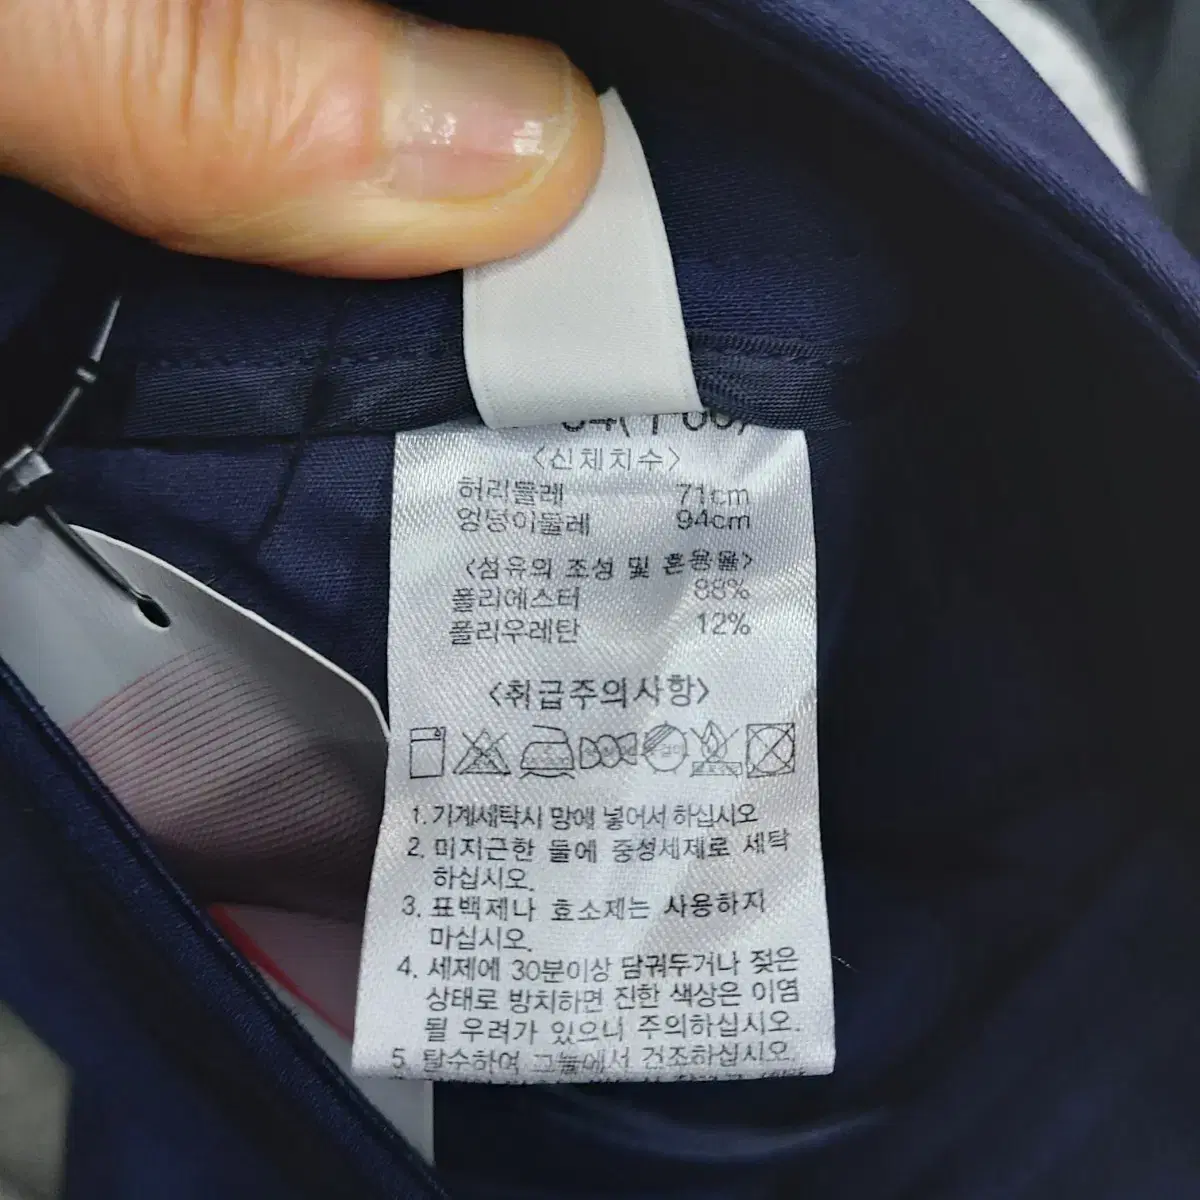 <신체치수>
허리둘레 71cm
엉덩이둘레 94cm
<섬유의 조성 및 혼용율>
폴리에스터 88%
폴리우레탄 12%
<취급주의사항>
1. 기계세탁시 망에 넣어서 하십시오
2. 미지근한 물에 중성세제로 세탁
하십시오.
3. 표백제나 효소제는 사용하지
마십시오.
4. 세제에 30분이상 담궈두거나 젖은
상태로 방치하면 진한 색상은 이염
될 우려가 있으니 주의하십시오.
5. 탈수하여 그늘에서 건조하십시오.